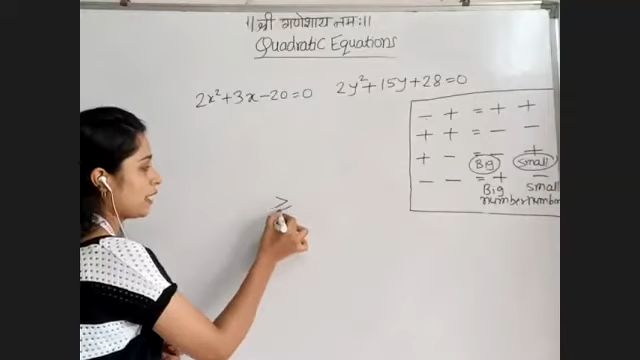 ॥ श्री गणेशाय नमः॥
Quadratic Equations
2x²+3x-20=0 2y²+15y+28=0
- + = + +
+ + = - -
+ - = - +
Big Small
- - = + -
Big small
number number
≥